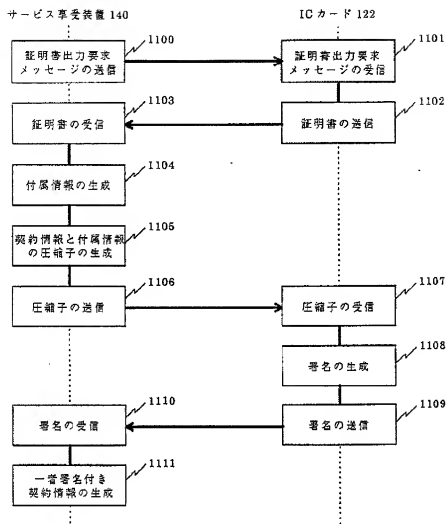 サービス享受装置 140
ICカード 122
1100
証明書出力要求
メッセージの送信
1101
証明書出力要求
メッセージの受信
1103
証明書の受信
1102
証明書の送信
1104
付属情報の生成
1105
契約情報と付属情報
の圧縮子の生成
1106
圧縮子の送信
1107
圧縮子の受信
1108
署名の生成
1110
署名の受信
1109
署名の送信
1111
一者署名付き
契約情報の生成